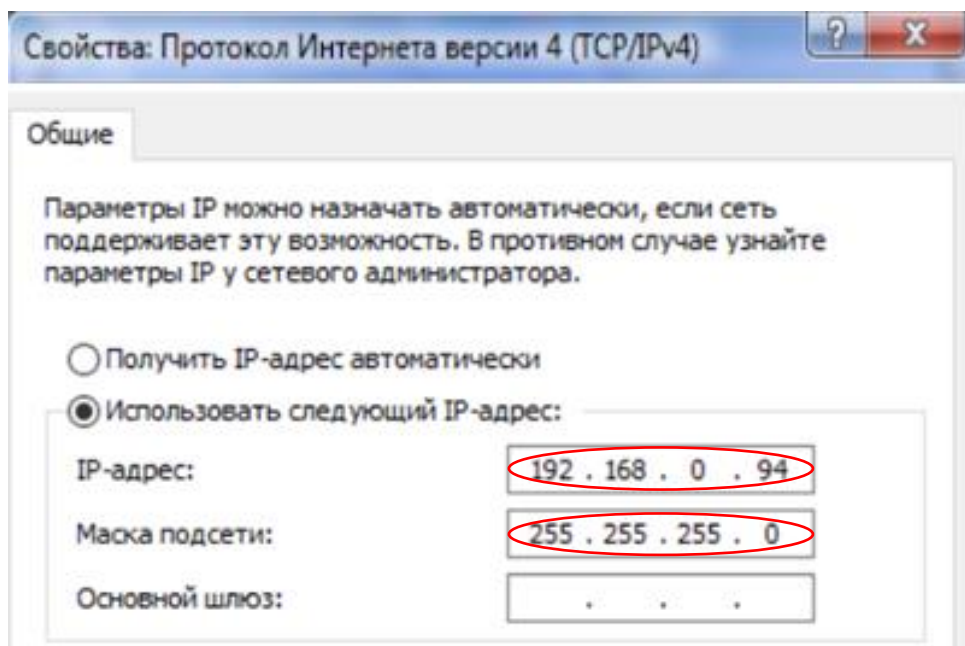 Свойства: Протокол Интернета версии 4 (TCP/IPv4)
Общие
Параметры IP можно назначать автоматически, если сеть
поддерживает эту возможность. В противном случае узнайте
параметры IP у сетевого администратора.
Получить IP-адрес автоматически
Использовать следующий IP-адрес:
IP-адрес: 192 . 168 . 0 . 94
Маска подсети: 255 . 255 . 255 . 0
Основной шлюз: . . .